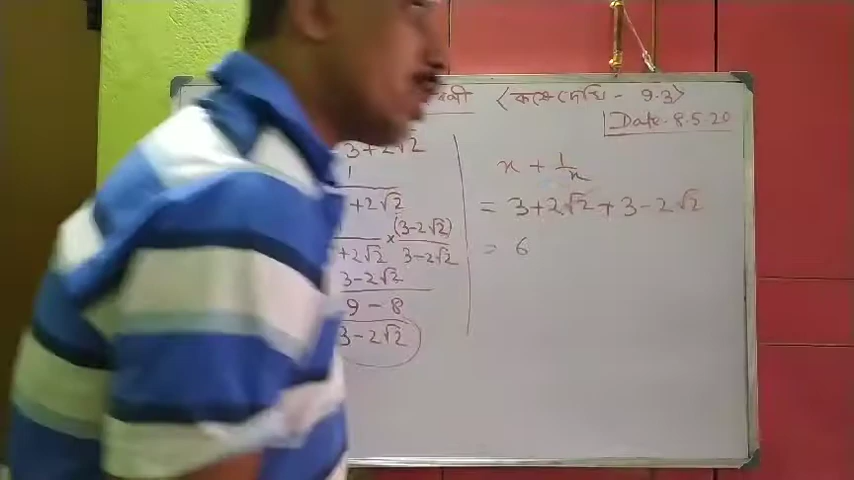 〈কষে দেখি - 9.3〉
Date - 8.5.20
3+2√2
1
+2√2
x (3-2√2)
+2√2 3-2√2
3-2√2
9 - 8
3-2√2
x + 1/x
= 3+2√2+3-2√2
= 6